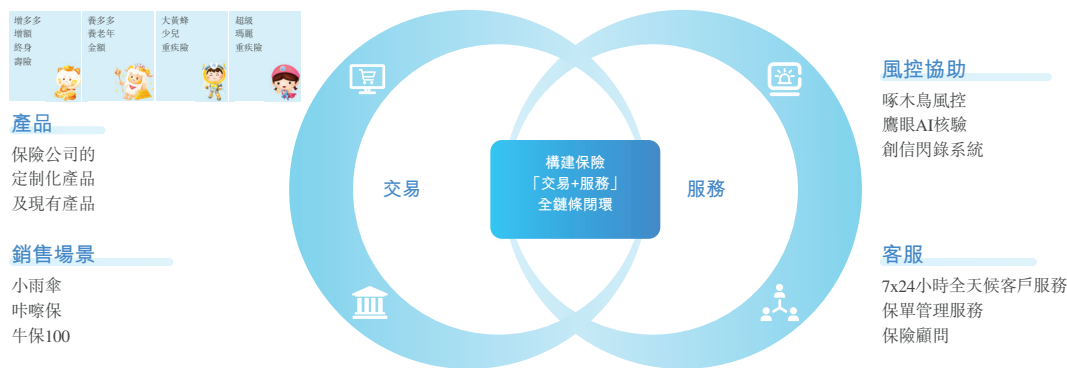 增多多
增額
終身
壽險
養多多
養老年
金額
大黃蜂
少兒
重疾險
超級
瑪麗
重疾險
產品
保險公司的
定制化產品
及現有產品
銷售場景
小雨傘
咔嚓保
牛保100
交易
構建保險
「交易+服務」
全鏈條閉環
服務
風控協助
啄木鳥風控
鷹眼AI核驗
創信閃錄系統
客服
7x24小時全天候客戶服務
保單管理服務
保險顧問